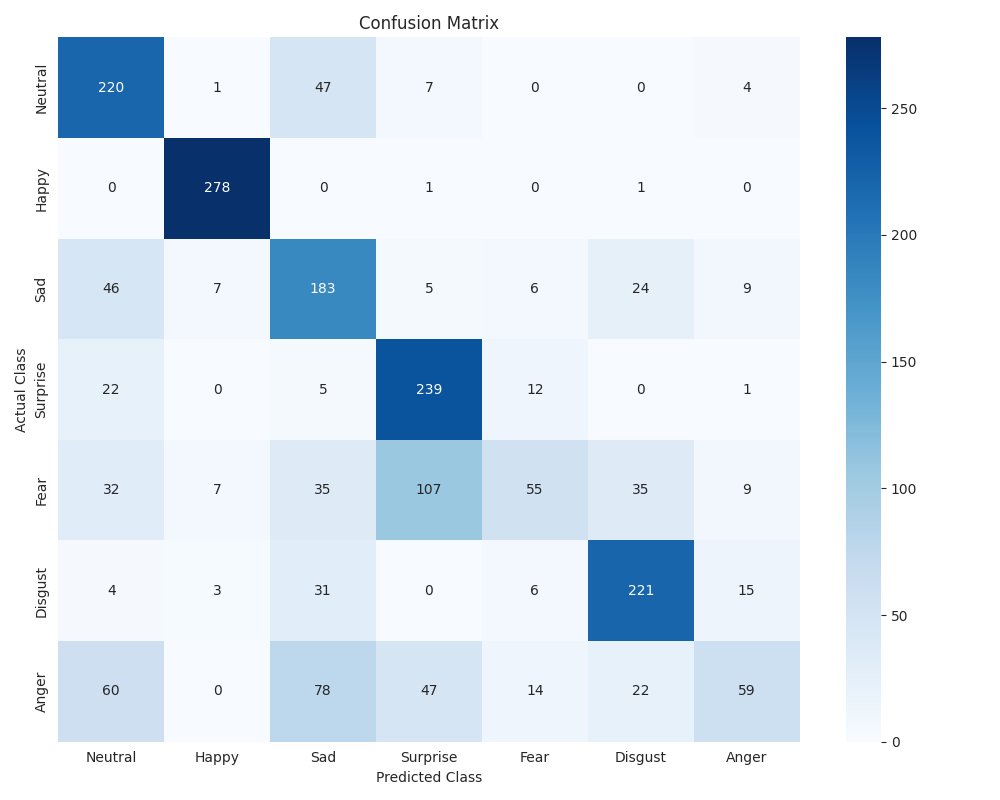 Confusion Matrix
Actual Class
Neutral 220 1 47 7 0 0 4
Happy 0 278 0 1 0 1 0
Sad 46 7 183 5 6 24 9
Surprise 22 0 5 239 12 0 1
Fear 32 7 35 107 55 35 9
Disgust 4 3 31 0 6 221 15
Anger 60 0 78 47 14 22 59
Neutral Happy Sad Surprise Fear Disgust Anger
Predicted Class
250
200
150
100
50
0